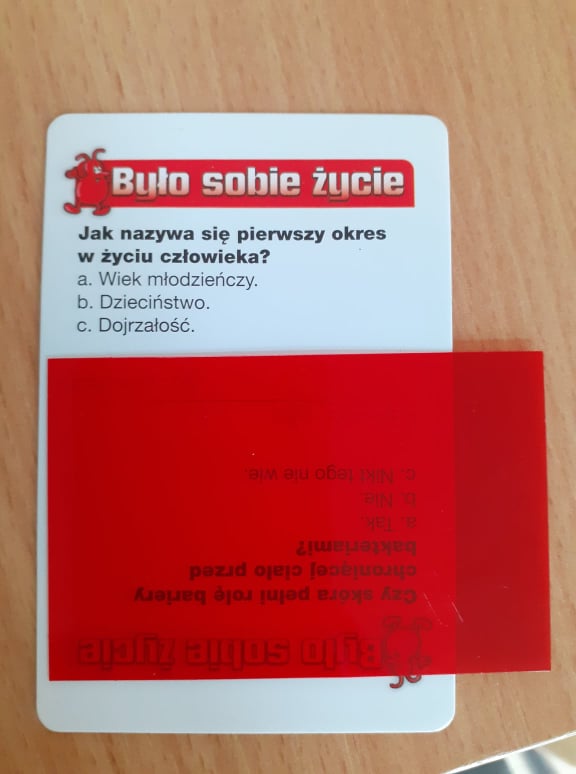 Było sobie życie
Jak nazywa się pierwszy okres
w życiu człowieka?
a. Wiek młodzieńczy.
b. Dzieciństwo.
c. Dojrzałość.
Było sobie życie
Czy skóra pełni rolę bariery
chroniącej ciało przed
bakteriami?
a. Tak.
b. Nie.
c. Nikt tego nie wie.